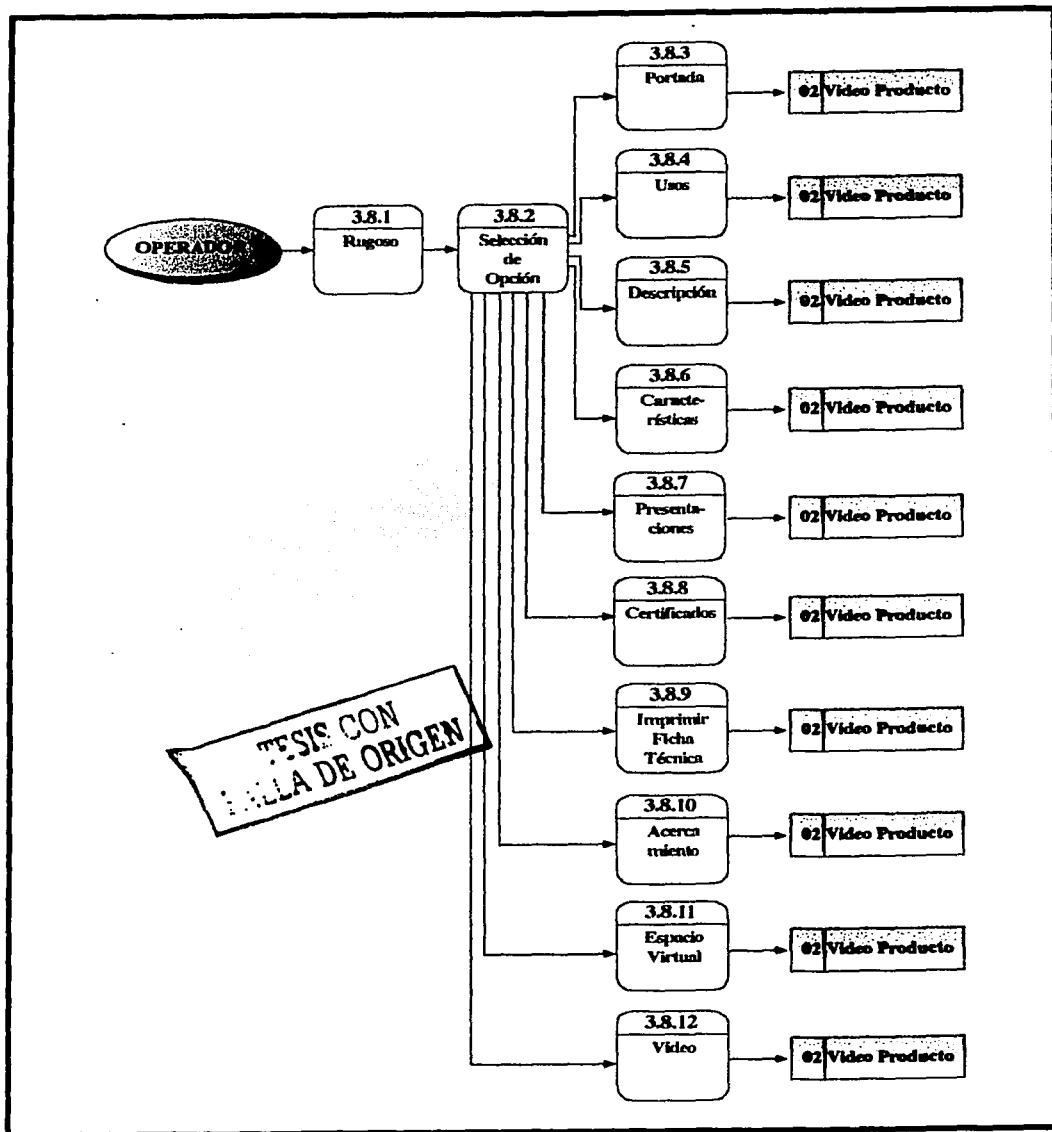 3.8.3
Portada
02 Video Producto
3.8.4
Usos
02 Video Producto
OPERADOR
3.8.1
Rugoso
3.8.2
Selección
de
Opción
3.8.5
Descripción
02 Video Producto
3.8.6
Caracte-
rísticas
02 Video Producto
3.8.7
Presenta-
ciones
02 Video Producto
3.8.8
Certificados
02 Video Producto
3.8.9
Imprimir
Ficha
Técnica
02 Video Producto
TESIS CON
FALLA DE ORIGEN
3.8.10
Acerca
miento
02 Video Producto
3.8.11
Espacio
Virtual
02 Video Producto
3.8.12
Video
02 Video Producto